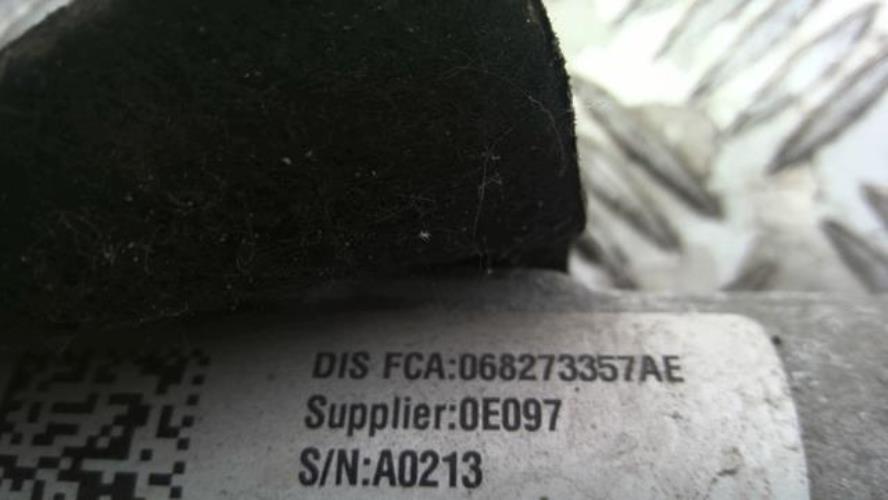 DIS FCA:068273357AE
Supplier:0E097
S/N:A0213